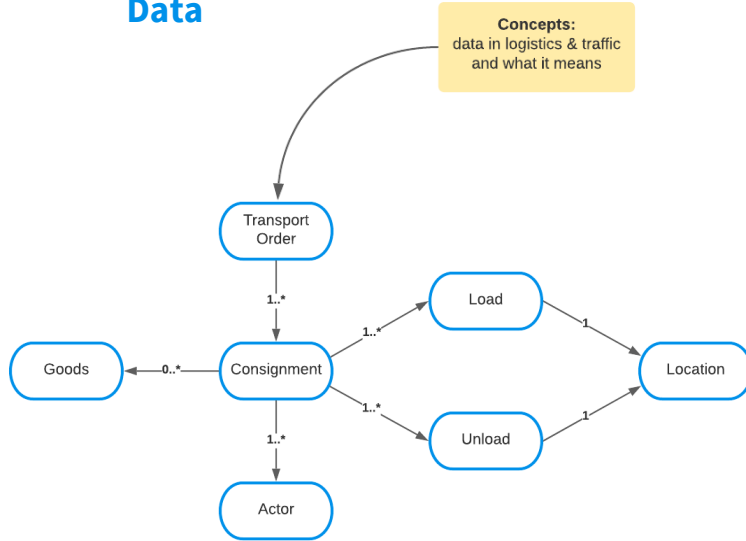 Data
Concepts:
data in logistics & traffic
and what it means
Transport
Order
1..*
Load
1..*
1
Goods
0..*
Consignment
Location
1..*
1
1..*
Unload
Actor